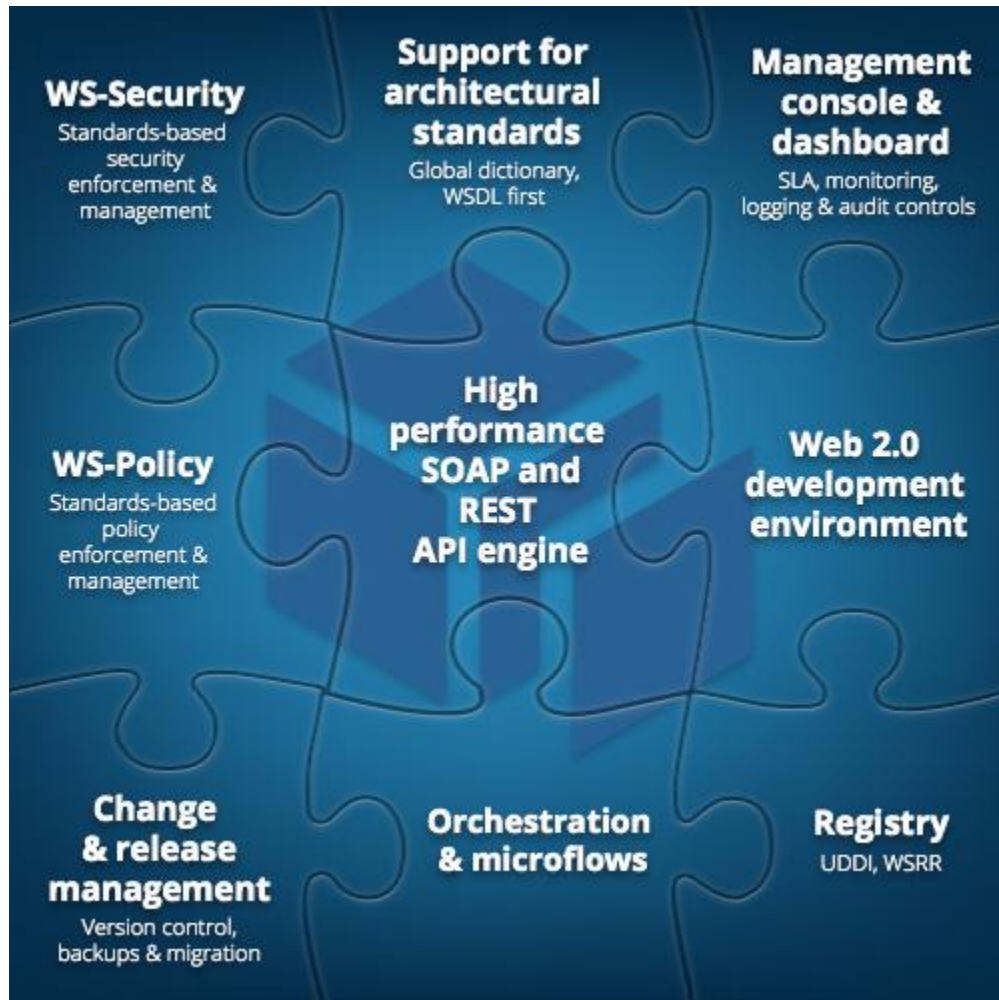 WS-Security
Standards-based
security
enforcement &
management
Support for
architectural
standards
Global dictionary,
WSDL first
Management
console &
dashboard
SLA, monitoring,
logging & audit controls
WS-Policy
Standards-based
policy
enforcement &
management
High
performance
SOAP and
REST
API engine
Web 2.0
development
environment
Change
& release
management
Version control,
backups & migration
Orchestration
& microflows
Registry
UDDI, WSRR